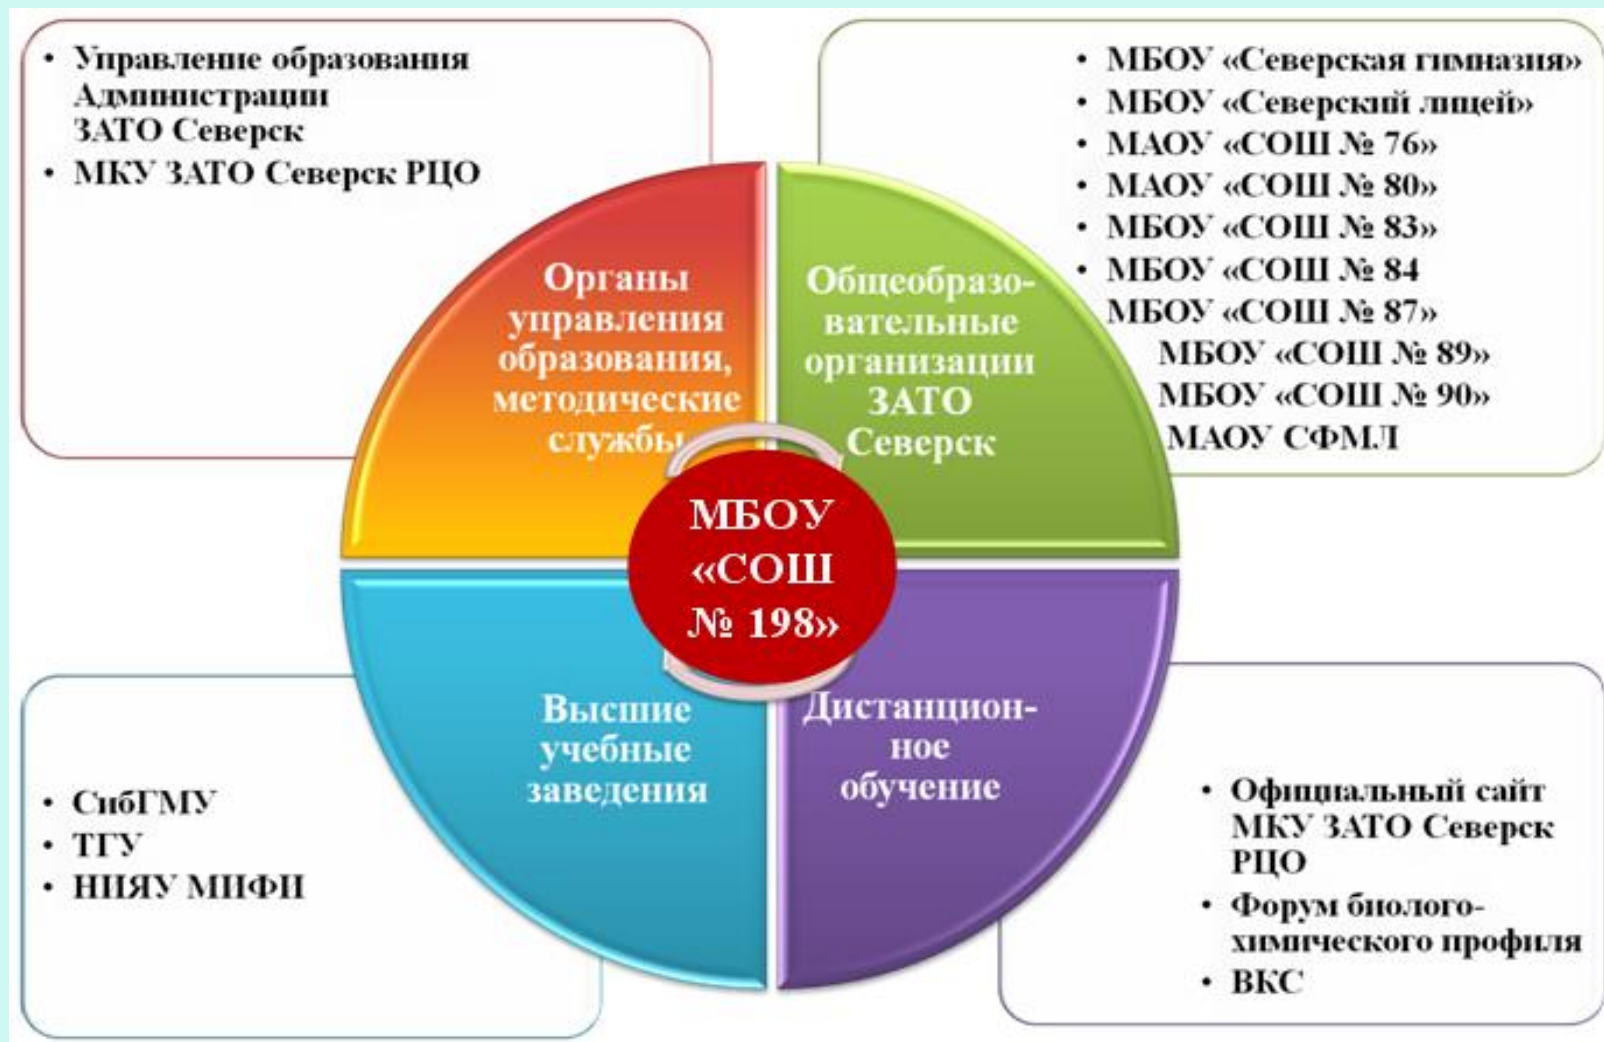 • Управление образования
Администрации
ЗАТО Северск
• МКУ ЗАТО Северск РЦО
• МБОУ «Северская гимназия»
• МБОУ «Северский лицей»
• МАОУ «СОШ № 76»
• МАОУ «СОШ № 80»
• МБОУ «СОШ № 83»
• МБОУ «СОШ № 84
МБОУ «СОШ № 87»
МБОУ «СОШ № 89»
МБОУ «СОШ № 90»
МАОУ СФМЛ
Органы
управления
образования,
методические
службы
Общеобразо-
вательные
организации
ЗАТО
Северск
МБОУ
«СОШ
№ 198»
Высшие
учебные
заведения
Дистанцион-
ное
обучение
• СибГМУ
• ТГУ
• НИЯУ МИФИ
• Официальный сайт
МКУ ЗАТО Северск
РЦО
• Форум биолого-
химического профиля
• ВКС